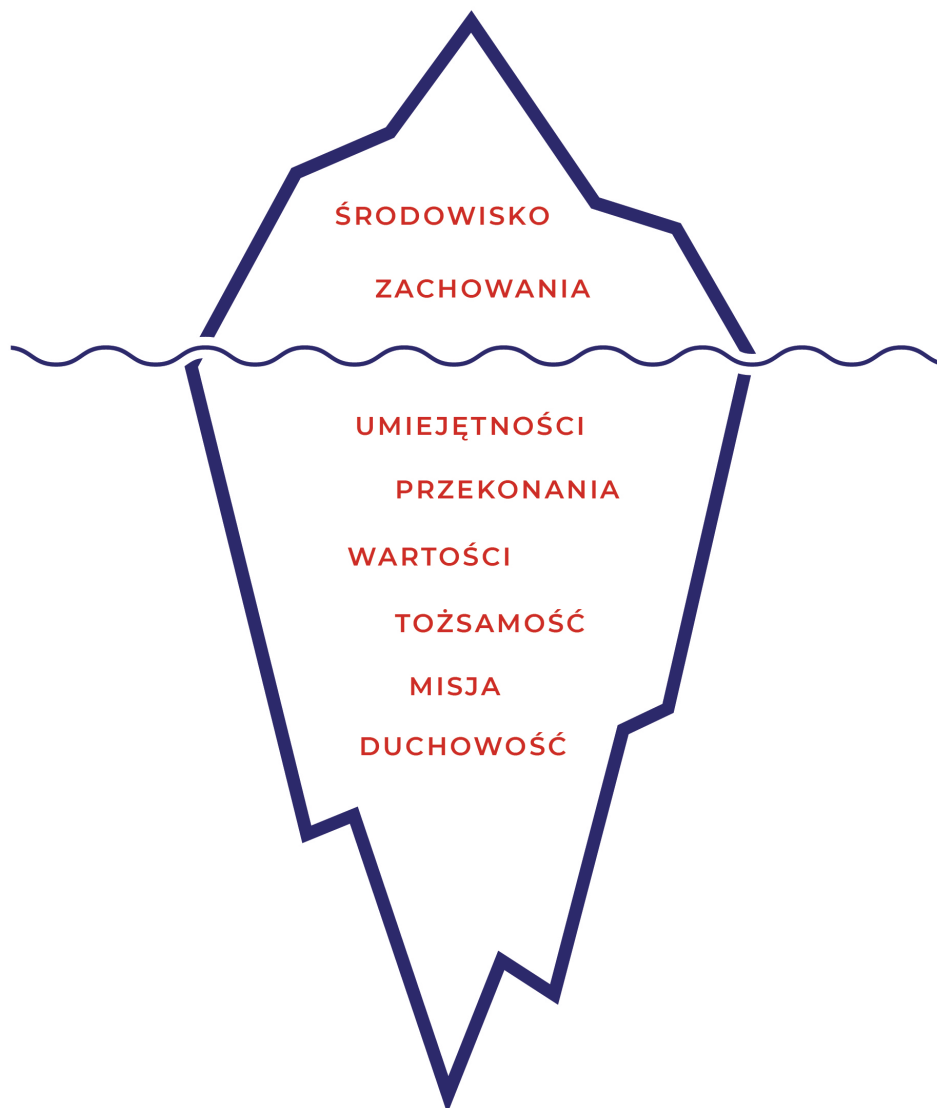 ŚRODOWISKO
ZACHOWANIA
UMIEJĘTNOŚCI
PRZEKONANIA
WARTOŚCI
TOŻSAMOŚĆ
MISJA
DUCHOWOŚĆ